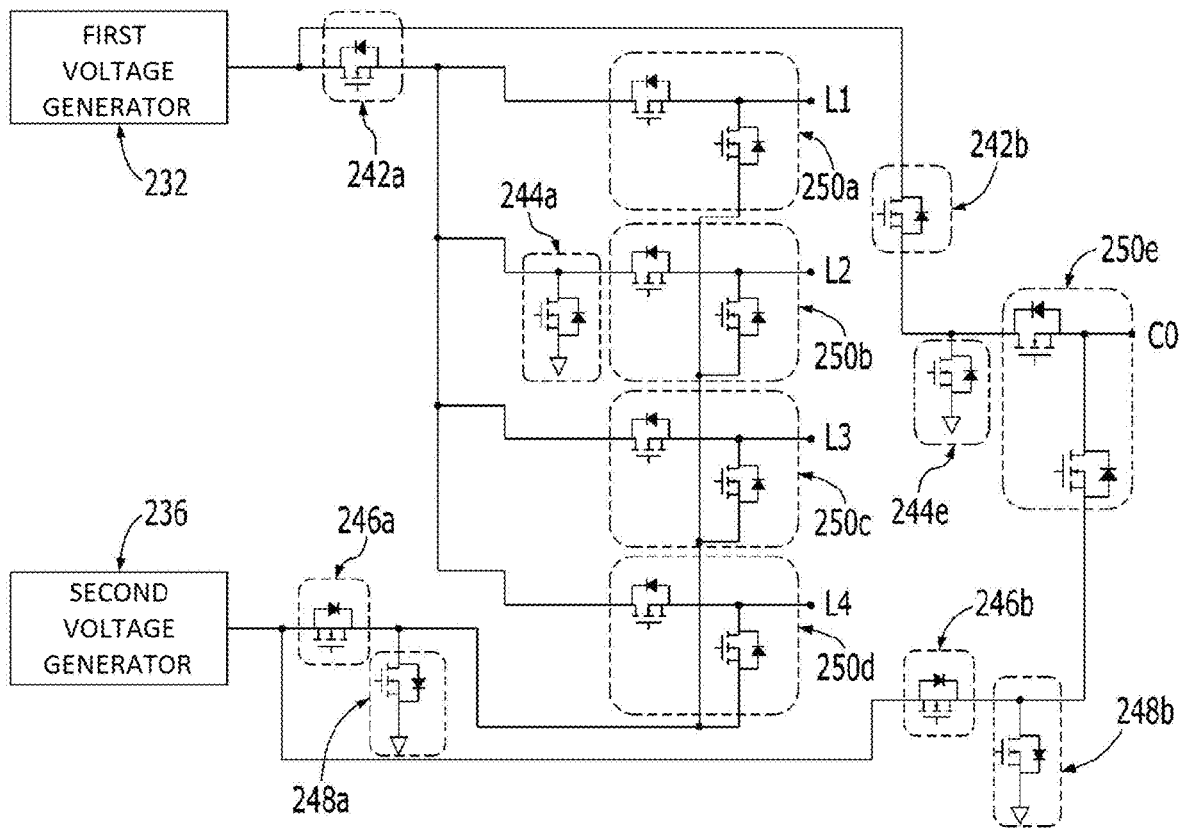 FIRST
VOLTAGE
GENERATOR
232
242a
244a
L1
250a
242b
L2
250b
250e
C0
L3
250c
244e
236
246a
SECOND
VOLTAGE
GENERATOR
L4
250d
246b
248a
248b